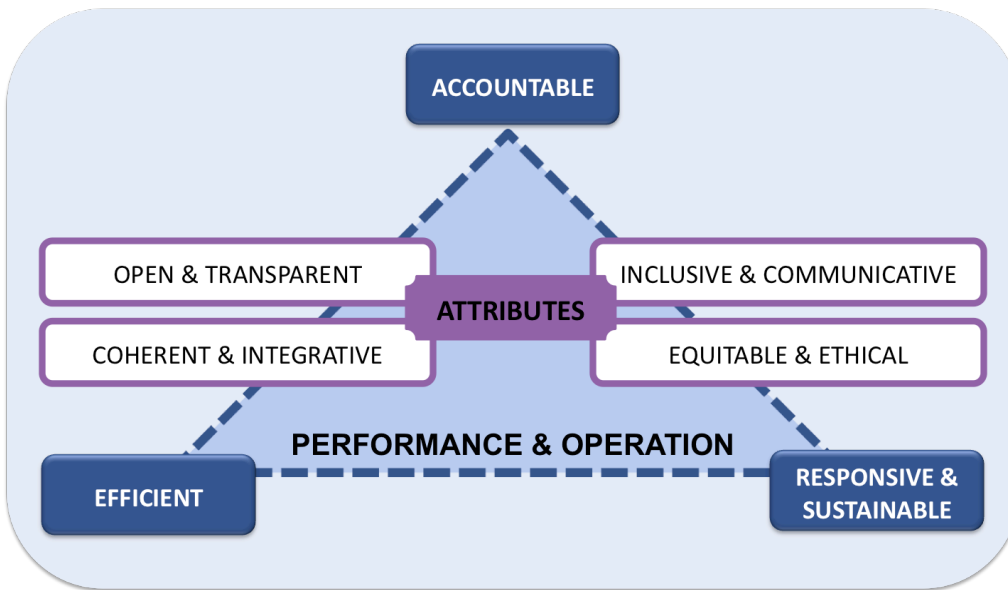 ACCOUNTABLE
OPEN & TRANSPARENT
INCLUSIVE & COMMUNICATIVE
ATTRIBUTES
COHERENT & INTEGRATIVE
EQUITABLE & ETHICAL
PERFORMANCE & OPERATION
EFFICIENT
RESPONSIVE &
SUSTAINABLE